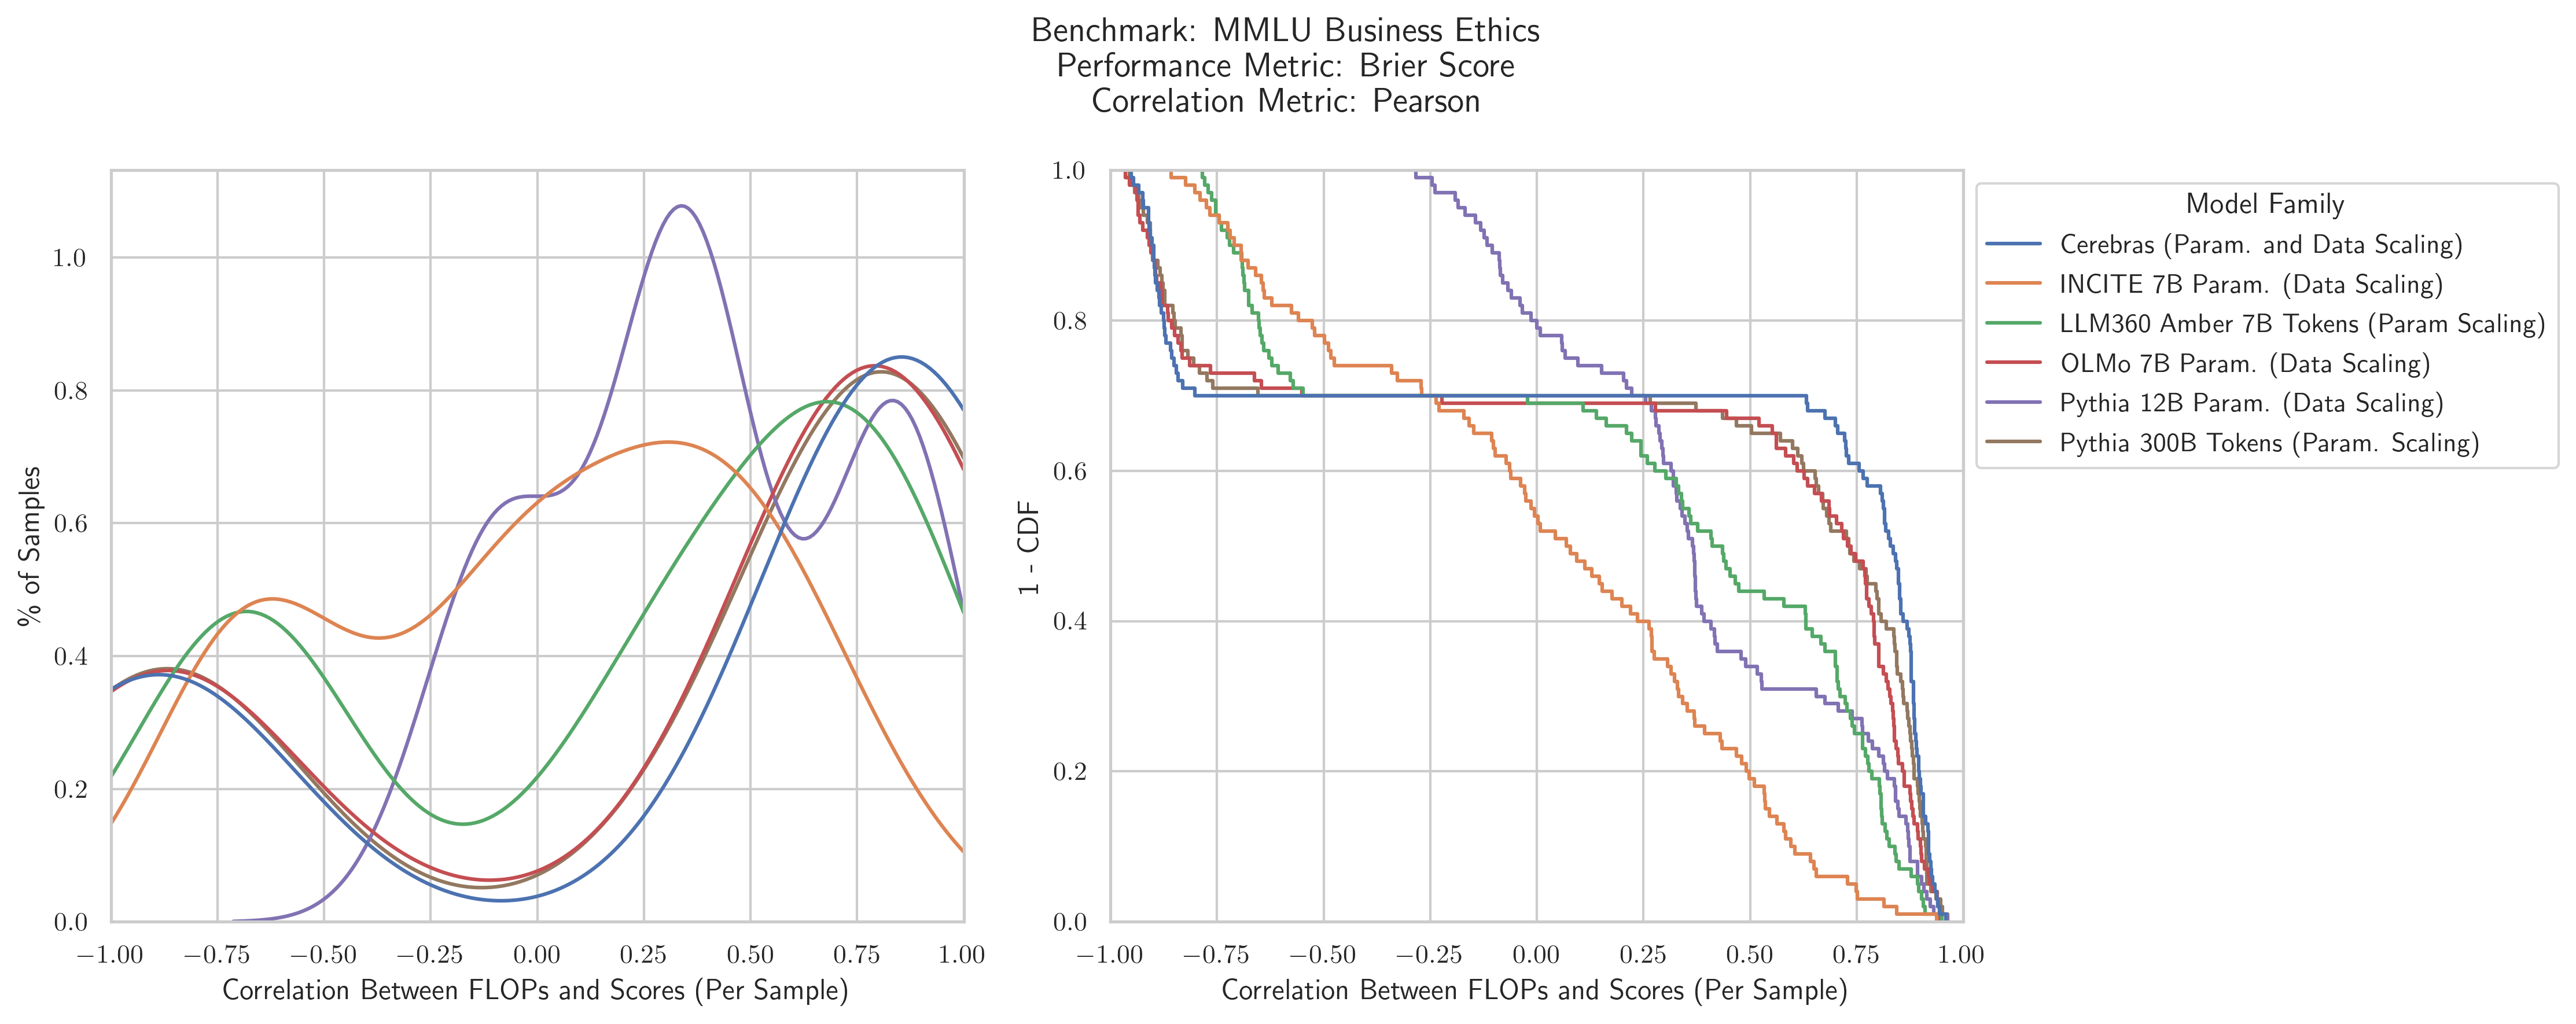 Benchmark: MMLU Business Ethics
Performance Metric: Brier Score
Correlation Metric: Pearson
% of Samples
1.0
0.8
0.6
0.4
0.2
0.0
−1.00 −0.75 −0.50 −0.25 0.00 0.25 0.50 0.75 1.00
Correlation Between FLOPs and Scores (Per Sample)
1 - CDF
1.0
0.8
0.6
0.4
0.2
0.0
−1.00 −0.75 −0.50 −0.25 0.00 0.25 0.50 0.75 1.00
Correlation Between FLOPs and Scores (Per Sample)
Model Family
Cerebras (Param. and Data Scaling)
INCITE 7B Param. (Data Scaling)
LLM360 Amber 7B Tokens (Param Scaling)
OLMo 7B Param. (Data Scaling)
Pythia 12B Param. (Data Scaling)
Pythia 300B Tokens (Param. Scaling)